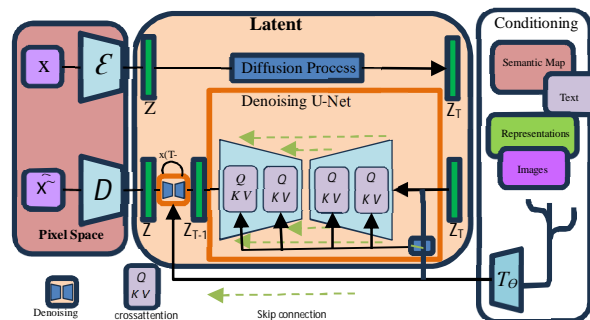 Latent
Conditioning
X
ℰ
Z
Diffusion Process
Z_T
Semantic Map
Text
Denoising U-Net
Representations
Images
x(T-
Q
KV
Q
KV
Q
KV
Q
KV
X̃~
D
Z
Z_T-1
Z_T
Pixel Space
T_Θ
Denoising
Q
KV
crossattention
Skip connection